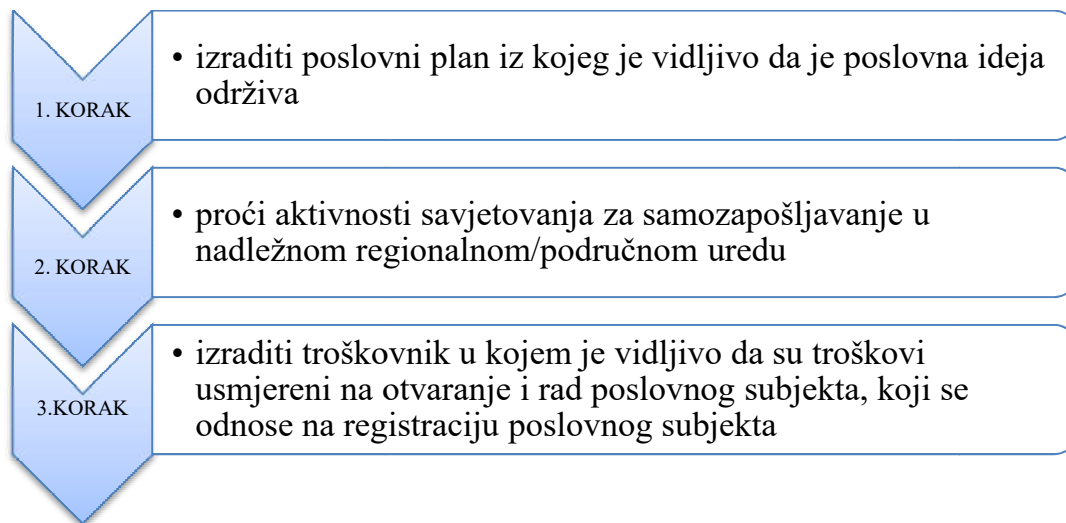 1. KORAK
• izraditi poslovni plan iz kojeg je vidljivo da je poslovna ideja
održiva
2. KORAK
• proći aktivnosti savjetovanja za samozapošljavanje u
nadležnom regionalnom/područnom uredu
3.KORAK
• izraditi troškovnik u kojem je vidljivo da su troškovi
usmjereni na otvaranje i rad poslovnog subjekta, koji se
odnose na registraciju poslovnog subjekta